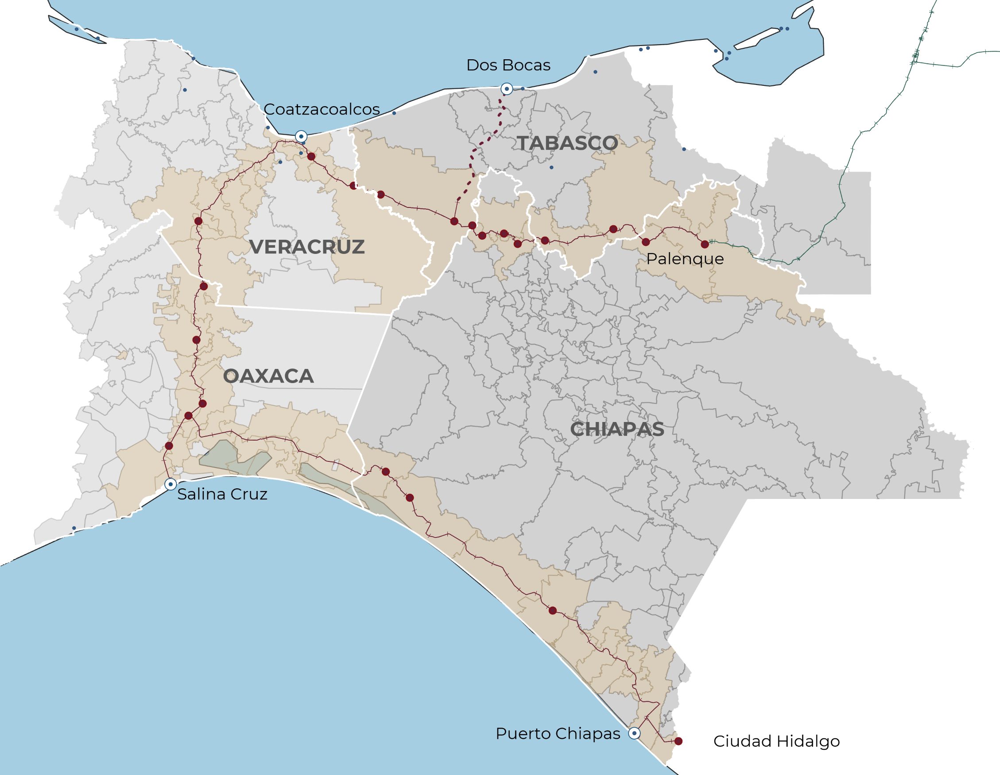 Dos Bocas
Coatzacoalcos
TABASCO
VERACRUZ
Palenque
OAXACA
CHIAPAS
Salina Cruz
Puerto Chiapas
Ciudad Hidalgo